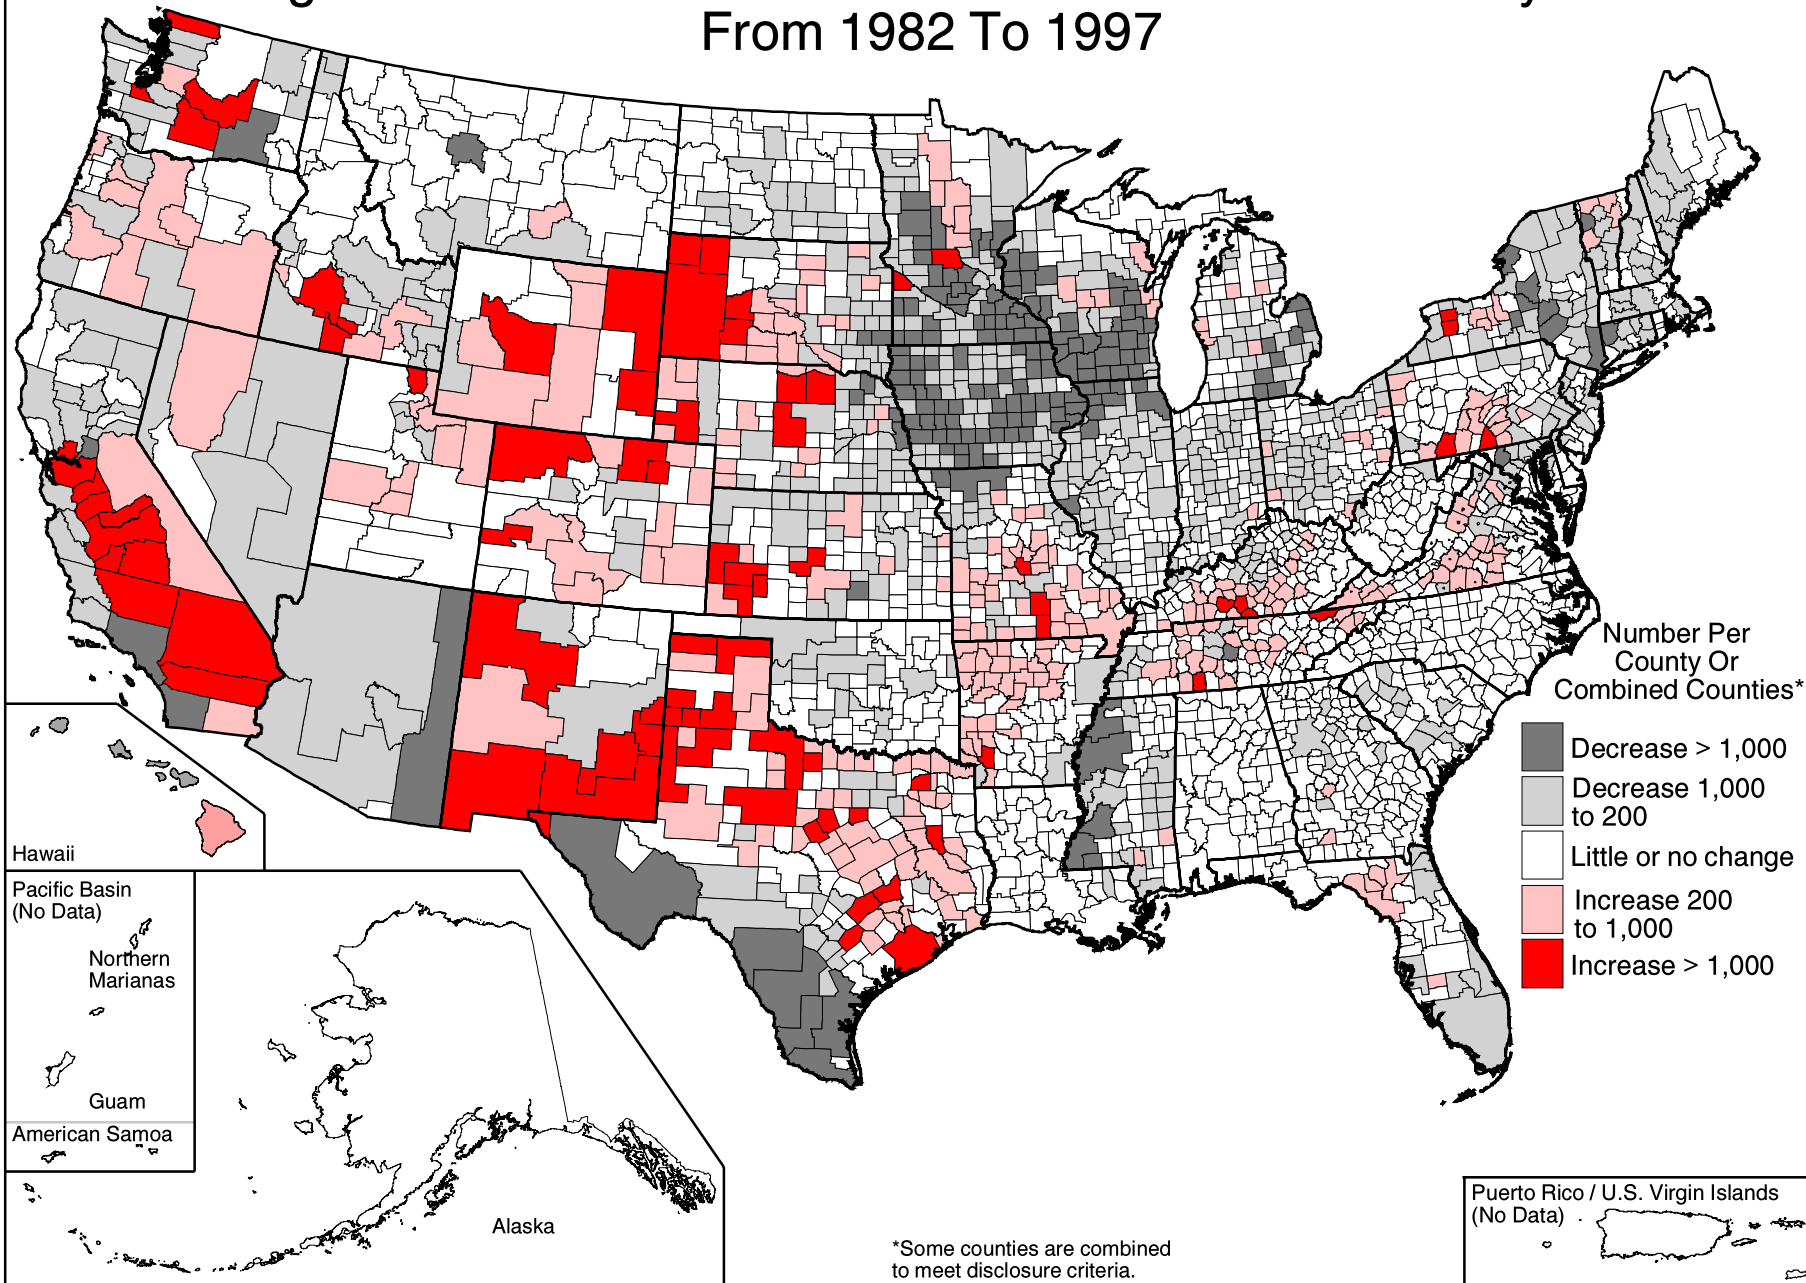 From 1982 To 1997
Number Per
County Or
Combined Counties*
Decrease > 1,000
Decrease 1,000
to 200
Little or no change
Increase 200
to 1,000
Increase > 1,000
Hawaii
Pacific Basin
(No Data)
Northern
Marianas
Guam
American Samoa
Alaska
*Some counties are combined
to meet disclosure criteria.
Puerto Rico / U.S. Virgin Islands
(No Data)